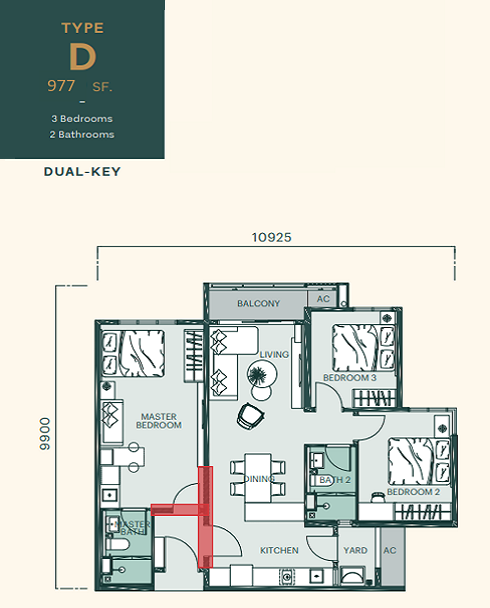 TYPE
D
977 SF.
–
3 Bedrooms
2 Bathrooms
DUAL-KEY
10925
BALCONY
AC
LIVING
BEDROOM 3
MASTER
BEDROOM
9900
DINING
BATH 2
BEDROOM 2
MASTER
BATH
KITCHEN
YARD
AC